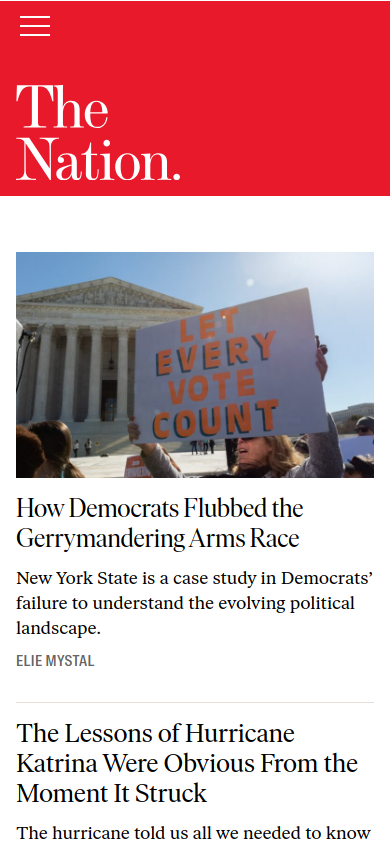 The
Nation.
LET
EVERY
VOTE
COUNT
How Democrats Flubbed the
Gerrymandering Arms Race
New York State is a case study in Democrats’
failure to understand the evolving political
landscape.
ELIE MYSTAL
The Lessons of Hurricane
Katrina Were Obvious From the
Moment It Struck
The hurricane told us all we needed to know